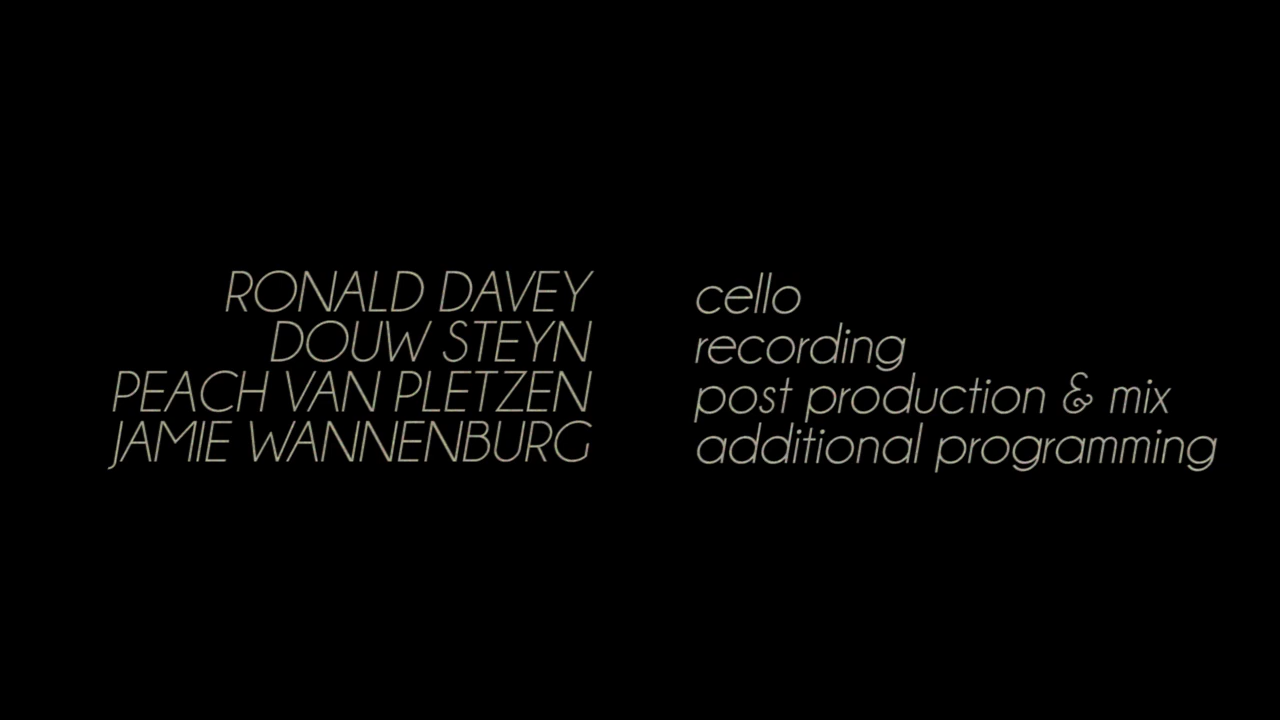 RONALD DAVEY cello
DOUW STEYN recording
PEACH VAN PLETZEN post production & mix
JAMIE WANNENBURG additional programming